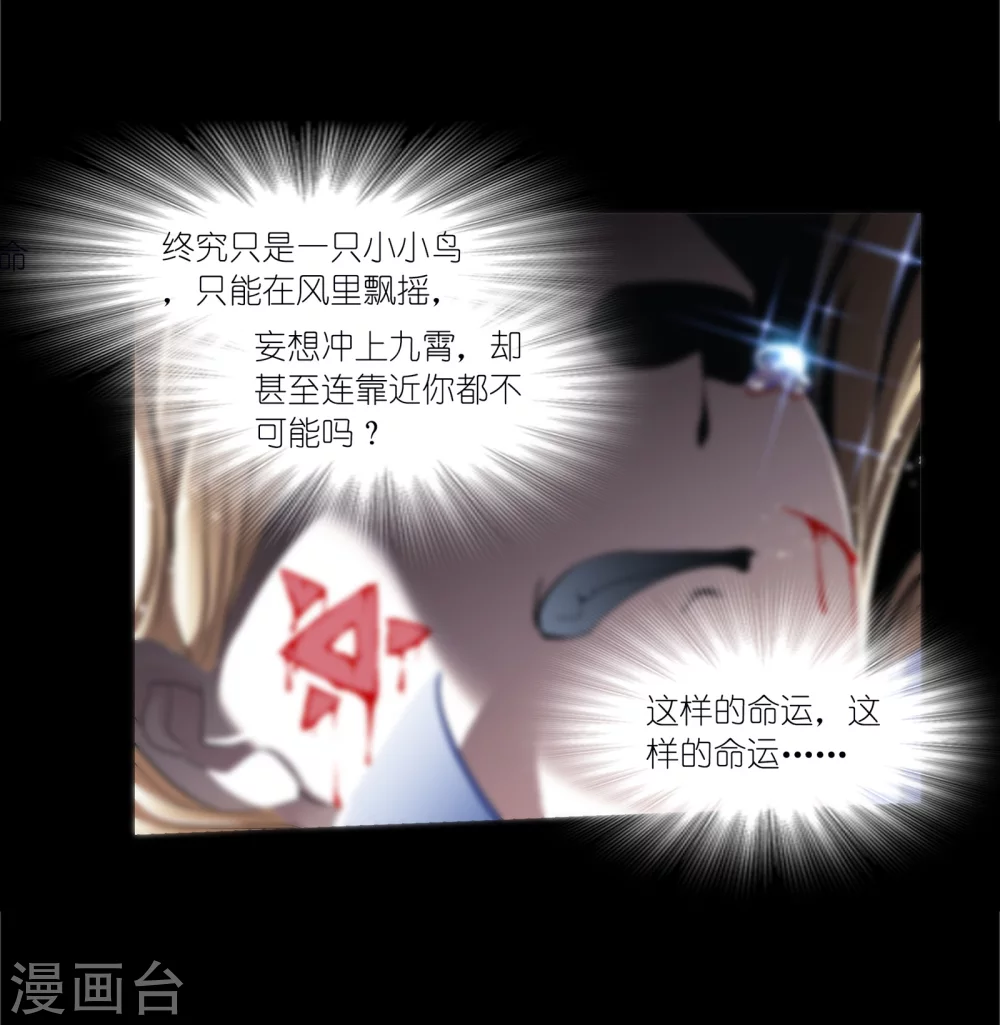 终究只是一只小小鸟
，只能在风里飘摇，
妄想冲上九霄，却
甚至连靠近你都不
可能吗？
命
这样的命运，这
样的命运……
漫画台